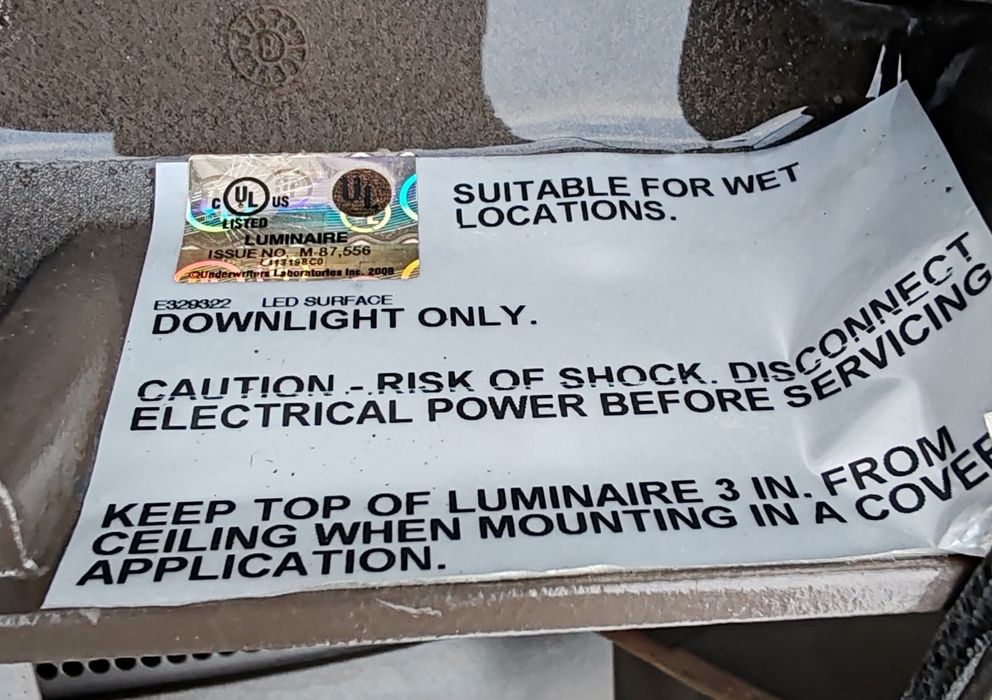 C UL US
LISTED
UL
LUMINAIRE
ISSUE NO. M-87,556
©Underwriters Laboratories Inc. 2008
SUITABLE FOR WET
LOCATIONS.
E329322 LED SURFACE
DOWNLIGHT ONLY.
CAUTION - RISK OF SHOCK. DISCONNECT
ELECTRICAL POWER BEFORE SERVICING
KEEP TOP OF LUMINAIRE 3 IN. FROM
CEILING WHEN MOUNTING IN A COVE
APPLICATION.